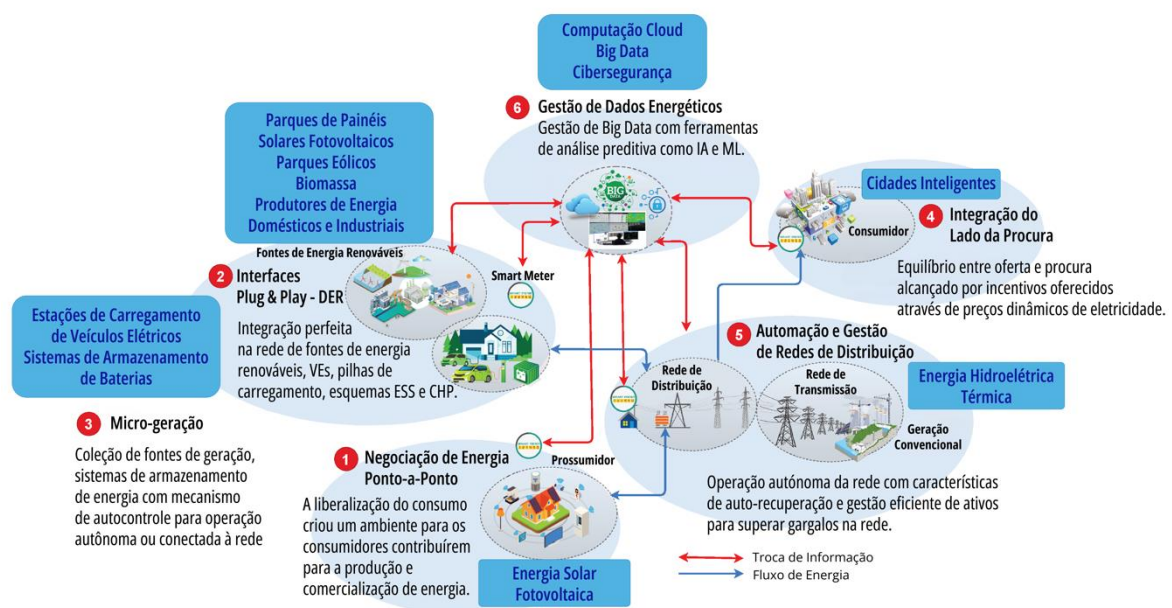 Computação Cloud
Big Data
Cibersegurança
6
Gestão de Dados Energéticos
Gestão de Big Data com ferramentas
de análise preditiva como IA e ML.
BIG
Parques de Painéis
Solares Fotovoltaicos
Parques Eólicos
Biomassa
Produtores de Energia
Domésticos e Industriais
Fontes de Energia Renováveis
2
Interfaces
Plug & Play - DER
Integração perfeita
na rede de fontes de energia
renováveis, VEs, pilhas de
carregamento, esquemas ESS e CHP.
Smart Meter
Cidades Inteligentes
Consumidor
4
Integração do
Lado da Procura
Equilíbrio entre oferta e procura
alcançado por incentivos oferecidos
através de preços dinâmicos de eletricidade.
Estações de Carregamento
de Veículos Elétricos
Sistemas de Armazenamento
de Baterias
3
Micro-geração
Coleção de fontes de geração,
sistemas de armazenamento
de energia com mecanismo
de autocontrole para operação
autônoma ou conectada à rede
5
Automação e Gestão
de Redes de Distribuição
Rede de
Distribuição
Rede de
Transmissão
Geração
Convencional
Energia Hidroelétrica
Térmica
Operação autónoma da rede com características
de auto-recuperação e gestão eficiente de ativos
para superar gargalos na rede.
1
Negociação de Energia
Ponto-a-Ponto
A liberalização do consumo
criou um ambiente para os
consumidores contribuírem
para a produção e
comercialização de energia.
Prossumidor
Energia Solar
Fotovoltaica
Troca de Informação
Fluxo de Energia